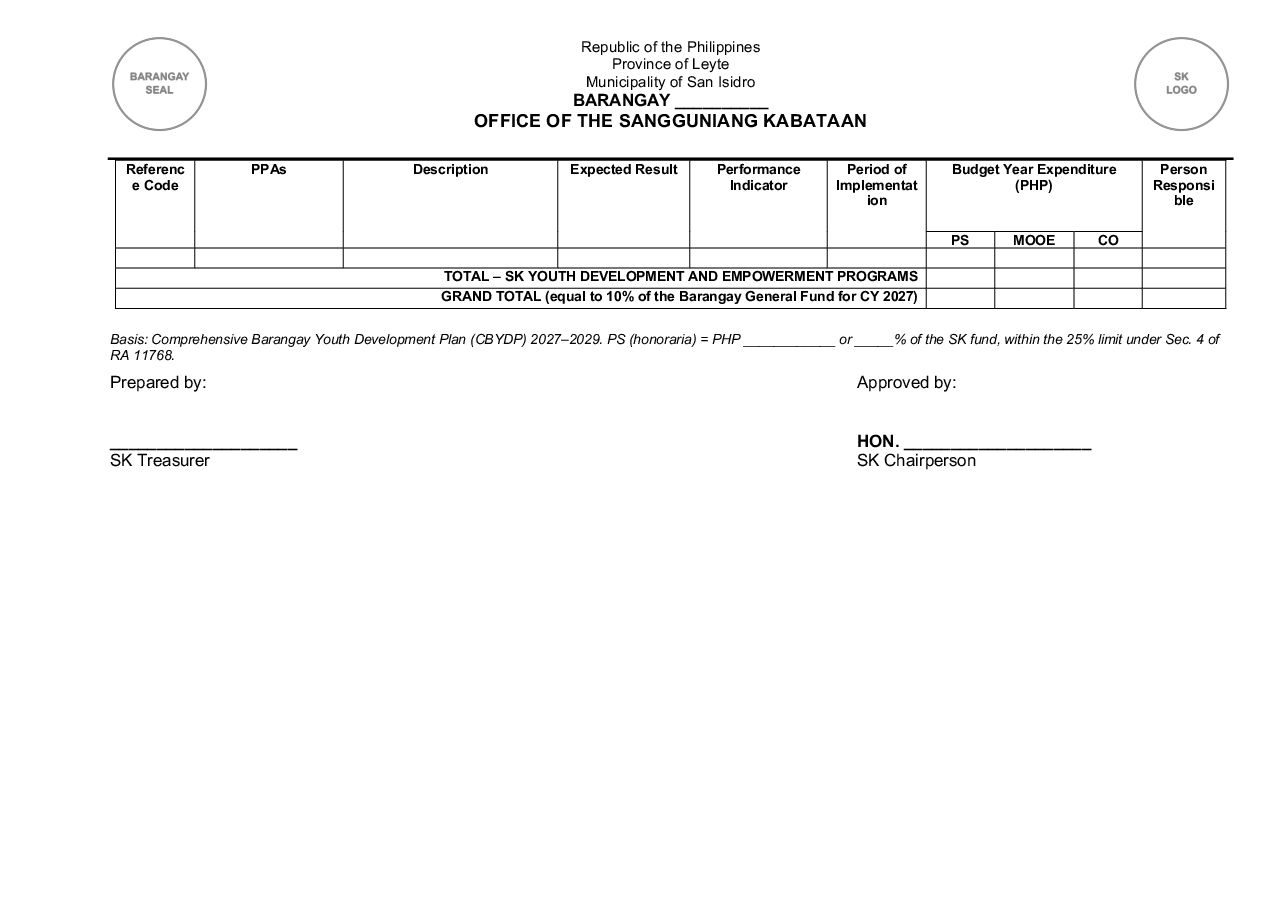 BARANGAY
SEAL
Republic of the Philippines
Province of Leyte
Municipality of San Isidro
BARANGAY __________
OFFICE OF THE SANGGUNIANG KABATAAN
SK
LOGO
Referenc
e Code
PPAs
Description
Expected Result
Performance
Indicator
Period of
Implementat
ion
Budget Year Expenditure
(PHP)
Person
Responsi
ble
PS
MOOE
CO
TOTAL – SK YOUTH DEVELOPMENT AND EMPOWERMENT PROGRAMS
GRAND TOTAL (equal to 10% of the Barangay General Fund for CY 2027)
Basis: Comprehensive Barangay Youth Development Plan (CBYDP) 2027–2029. PS (honoraria) = PHP ____________ or _____% of the SK fund, within the 25% limit under Sec. 4 of
RA 11768.
Prepared by:
Approved by:
____________________
HON. ____________________
SK Treasurer
SK Chairperson